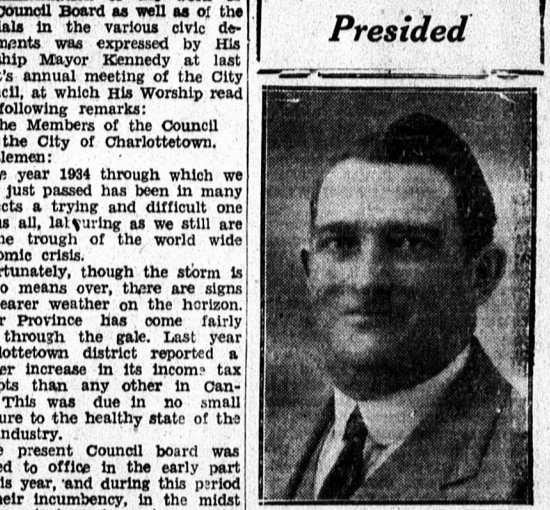 Council Board as well as of the
ials in the various civic de-
ments was expressed by His
ship Mayor Kennedy at last
t's annual meeting of the City
cil, at which His Worship read
following remarks:
he Members of the Council
the City of Charlottetown.
lemen:
e year 1934 through which we
just passed has been in many
cts a trying and difficult one
us all, lab uring as we still are
he trough of the world wide
omic crisis.
rtunately, though the storm is
o means over, there are signs
earer weather on the horizon.
r Province has come fairly
through the gale. Last year
lottetown district reported a
er increase in its income tax
pts than any other in Can-
This was due in no small
ure to the healthy state of the
industry.
e present Council board was
ed to office in the early part
is year, and during this period
heir incumbency, in the midst
Presided